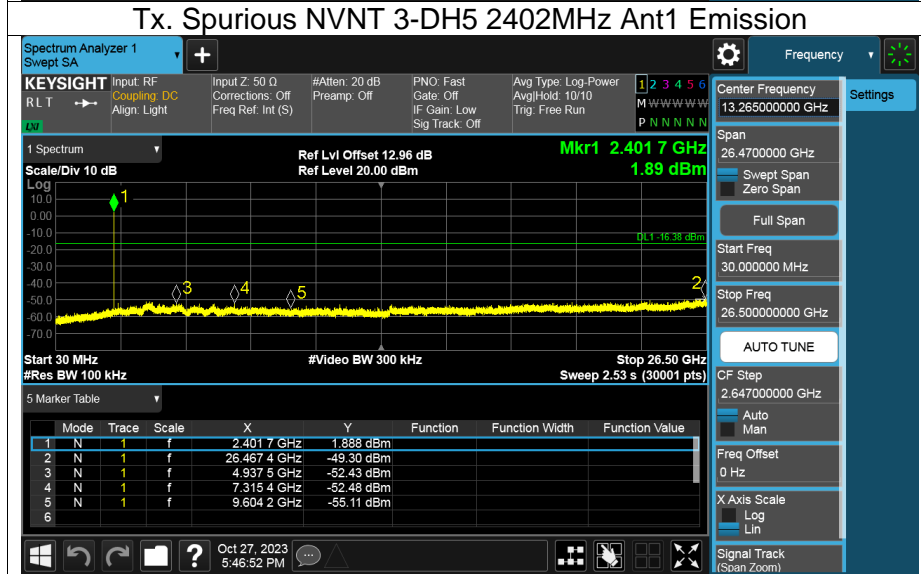 Tx. Spurious NVNT 3-DH5 2402MHz Ant1 Emission
Spectrum Analyzer 1
Swept SA
+
Frequency
KEYSIGHT
RLT
LXI
Input: RF
Coupling: DC
Align: Light
Input Z: 50 Ω
Corrections: Off
Freq Ref: Int (S)
#Atten: 20 dB
Preamp: Off
PNO: Fast
Gate: Off
IF Gain: Low
Sig Track: Off
Avg Type: Log-Power
Avg|Hold: 10/10
Trig: Free Run
1 2 3 4 5 6
M W W W W W
P N N N N N
1 Spectrum
Scale/Div 10 dB
Ref Lvl Offset 12.96 dB
Ref Level 20.00 dBm
Mkr1 2.401 7 GHz
1.89 dBm
Log
10.0
0.00
-10.0
-20.0
-30.0
-40.0
-50.0
-60.0
-70.0
1
DL1 -16.38 dBm
3
4
5
2
Start 30 MHz
#Res BW 100 kHz
#Video BW 300 kHz
Stop 26.50 GHz
Sweep 2.53 s (30001 pts)
5 Marker Table
Mode Trace Scale X Y Function Function Width Function Value
1 N 1 f 2.401 7 GHz 1.888 dBm
2 N 1 f 26.467 4 GHz -49.30 dBm
3 N 1 f 4.937 5 GHz -52.43 dBm
4 N 1 f 7.315 4 GHz -52.48 dBm
5 N 1 f 9.604 2 GHz -55.11 dBm
6
?
Oct 27, 2023
5:46:52 PM
Center Frequency
13.265000000 GHz
Settings
Span
26.4700000 GHz
Swept Span
Zero Span
Full Span
Start Freq
30.000000 MHz
Stop Freq
26.500000 GHz
AUTO TUNE
CF Step
2.647000000 GHz
Auto
Man
Freq Offset
0 Hz
X Axis Scale
Log
Lin
Signal Track
(Span Zoom)